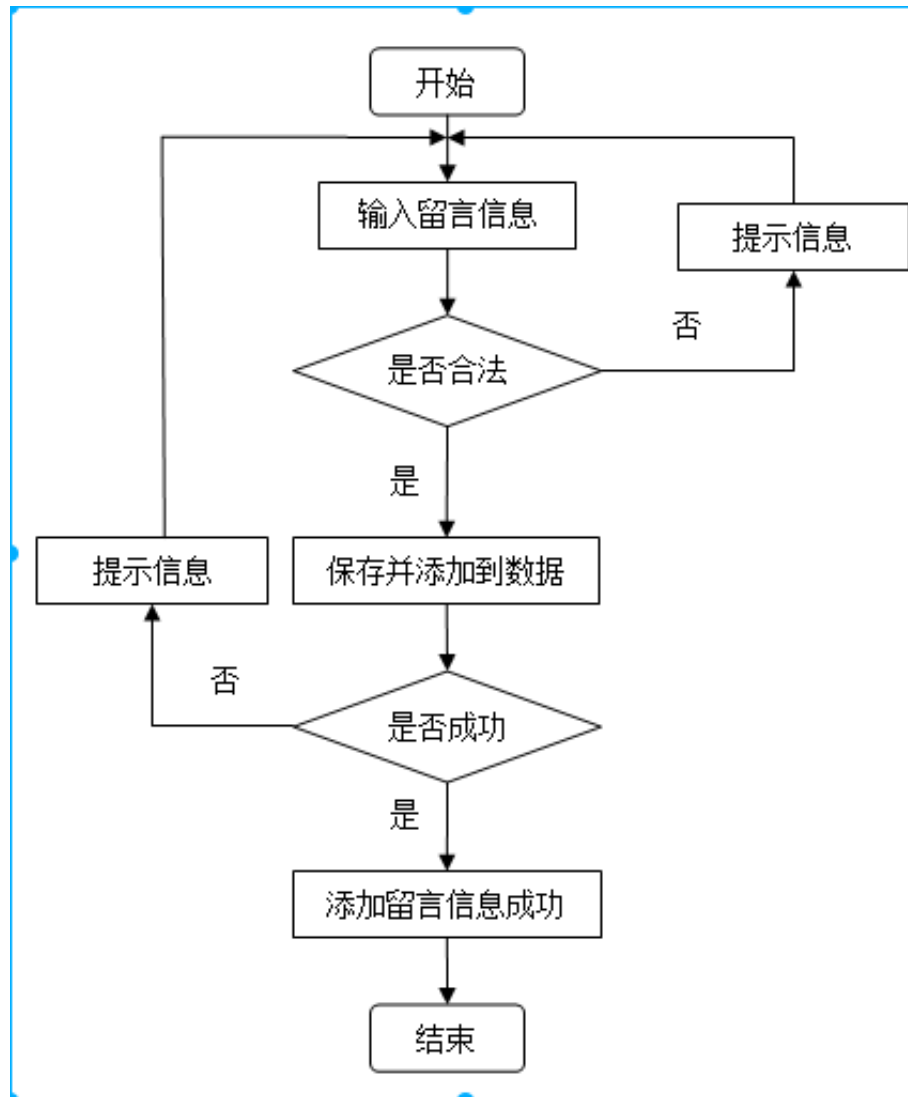 开始
输入留言信息
提示信息
否
是否合法
是
提示信息
保存并添加到数据
否
是否成功
是
添加留言信息成功
结束